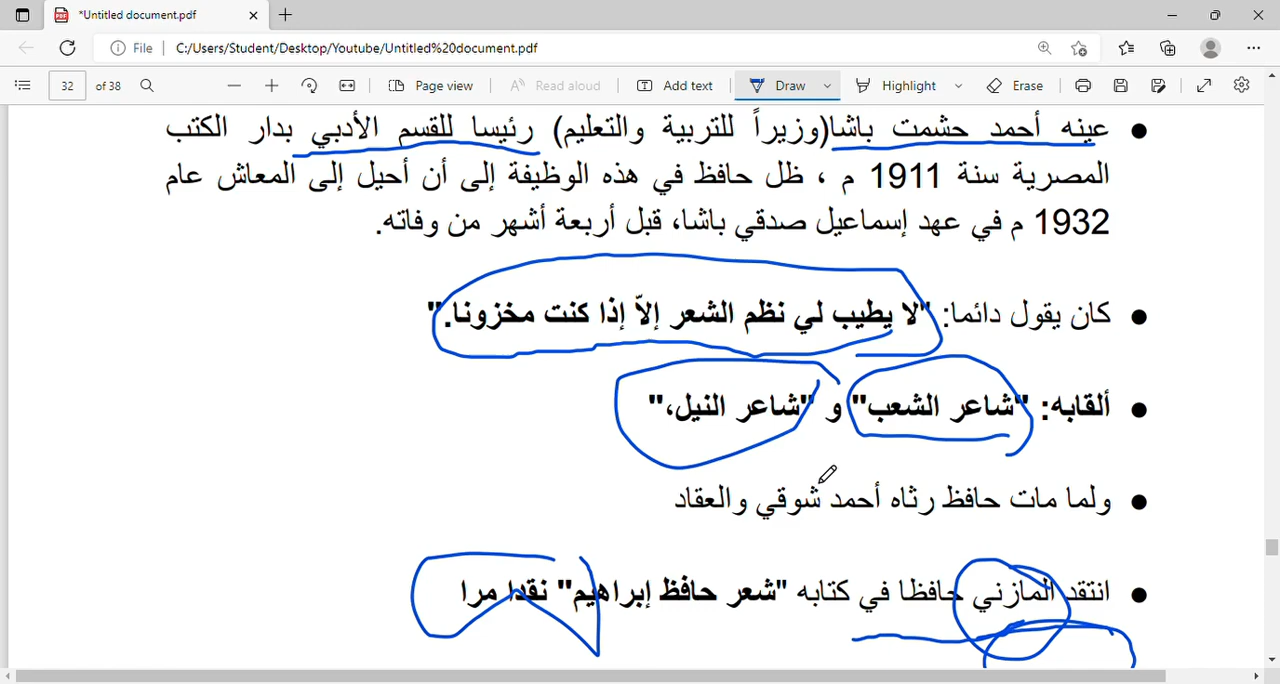 *Untitled document.pdf
File | C:/Users/Student/Desktop/Youtube/Untitled%20document.pdf
32 of 38 Page view Read aloud Add text Draw Highlight Erase
عينه أحمد حشمت باشا(وزيراً للتربية والتعليم) رئيسا للقسم الأدبي بدار الكتب
المصرية سنة 1911 م ، ظل حافظ في هذه الوظيفة إلى أن أحيل إلى المعاش عام
1932 م في عهد إسماعيل صدقي باشا، قبل أربعة أشهر من وفاته.
كان يقول دائما: "لا يطيب لي نظم الشعر إلاّ إذا كنت مخزونا."
ألقابه: "شاعر الشعب" و "شاعر النيل،"
ولما مات حافظ رثاه أحمد شوقي والعقاد
انتقد المازني حافظا في كتابه "شعر حافظ إبراهيم" نقدا مرا